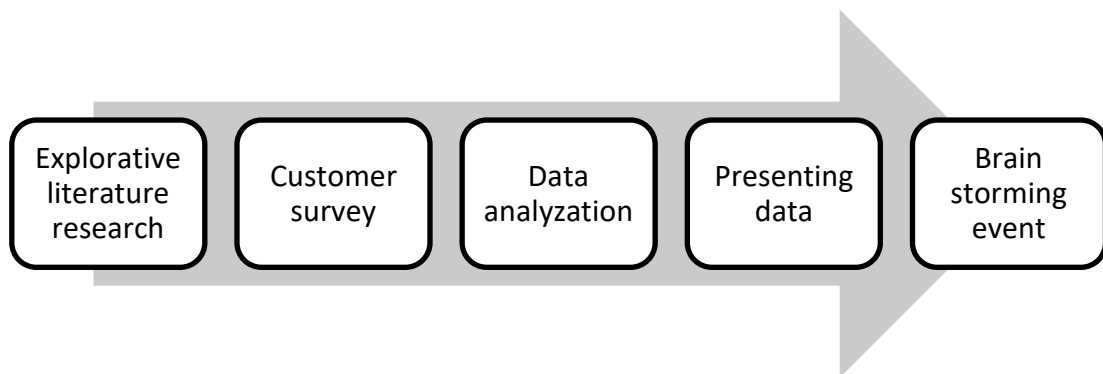 Explorative
literature
research
Customer
survey
Data
analyzation
Presenting
data
Brain
storming
event